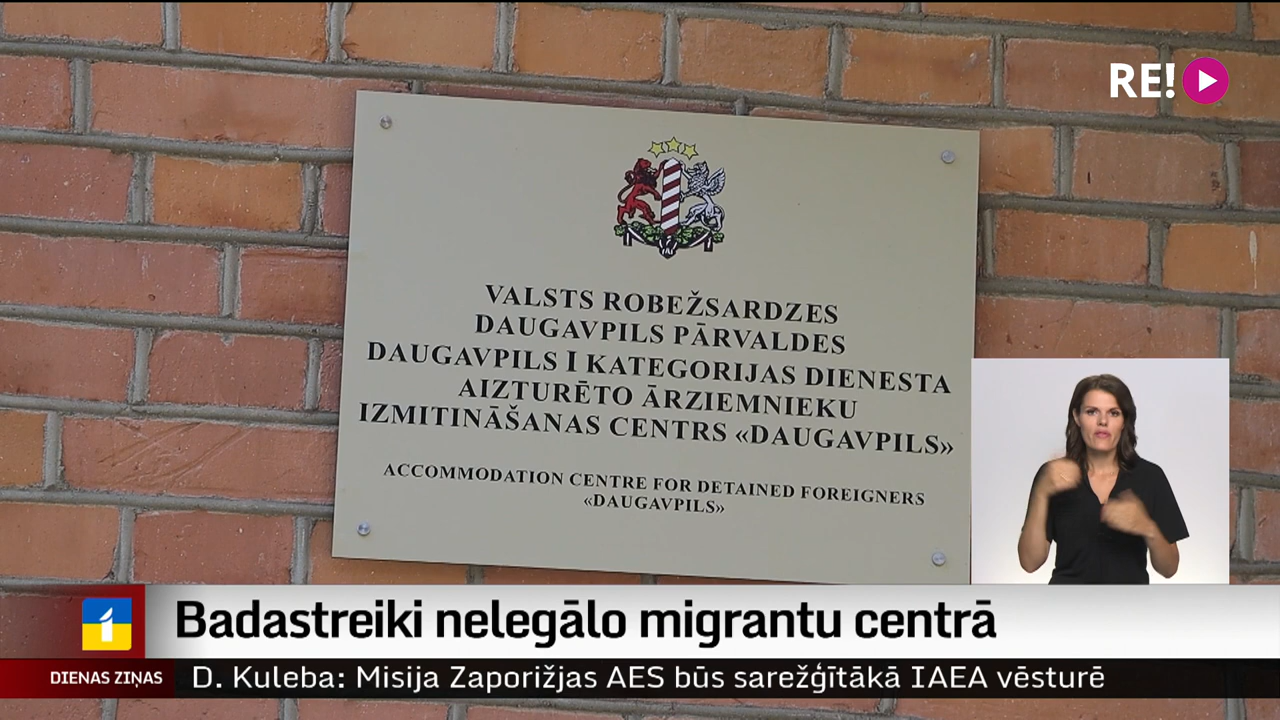 RE!
VALSTS ROBEŽSARDZES
DAUGAVPILS PĀRVALDES
DAUGAVPILS I KATEGORIJAS DIENESTA
AIZTURĒTO ĀRZIEMNIEKU
IZMITINĀŠANAS CENTRS «DAUGAVPILS»
ACCOMMODATION CENTRE FOR DETAINED FOREIGNERS
«DAUGAVPILS»
1 Badastreiki nelegālo migrantu centrā
DIENAS ZIŅAS D. Kuleba: Misija Zaporižjas AES būs sarežģītākā IAEA vēsturē